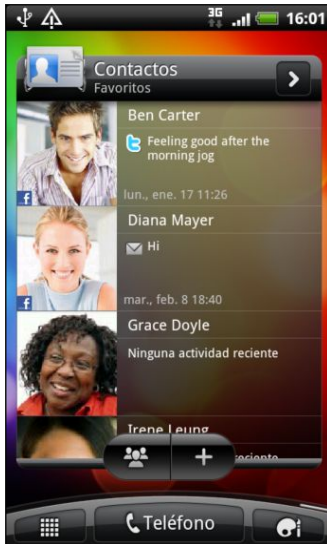 3G 16:01
Contactos
Favoritos
Ben Carter
Feeling good after the
morning jog
lun., ene. 17 11:26
Diana Mayer
Hi
mar., feb. 8 18:40
Grace Doyle
Ninguna actividad reciente
Irene Leung
reciente
Teléfono